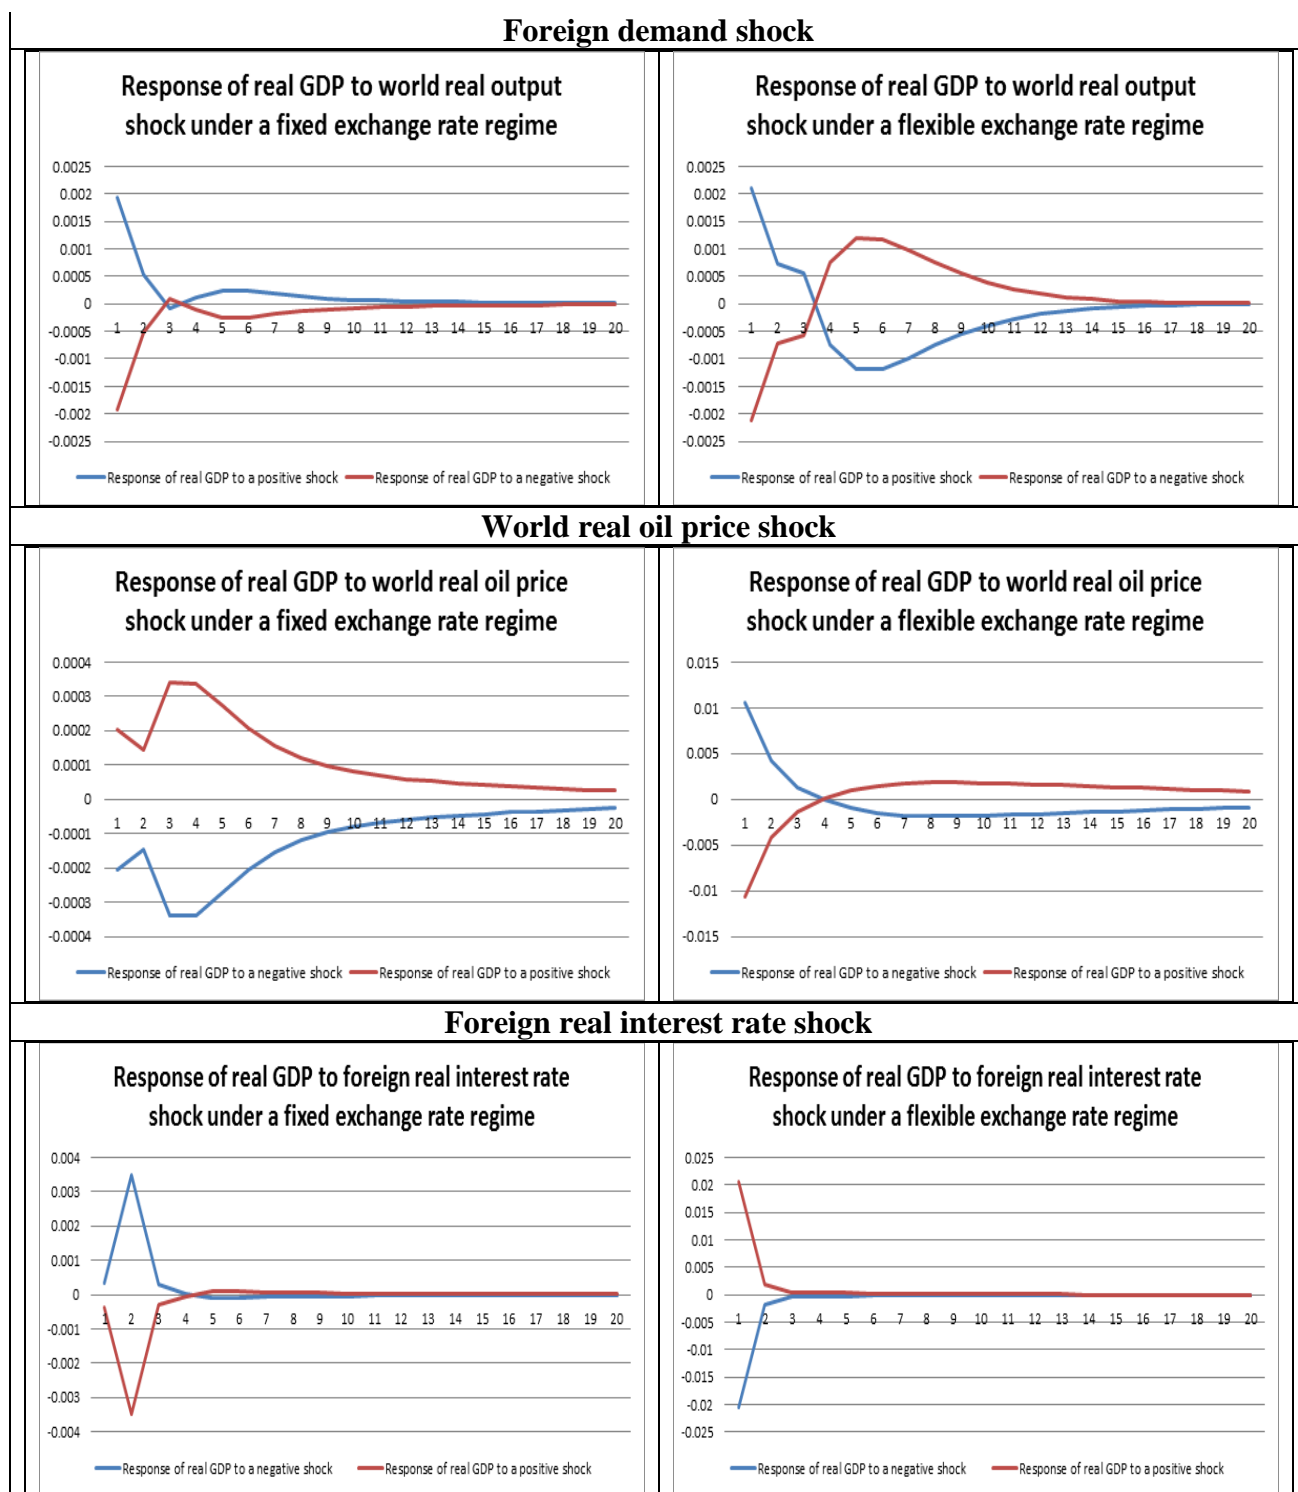 Foreign demand shock
Response of real GDP to world real output
shock under a fixed exchange rate regime
0.0025
0.002
0.0015
0.001
0.0005
0
-0.0005
-0.001
-0.0015
-0.002
-0.0025
1 2 3 4 5 6 7 8 9 10 11 12 13 14 15 16 17 18 19 20
Response of real GDP to a positive shock Response of real GDP to a negative shock
Response of real GDP to world real output
shock under a flexible exchange rate regime
0.0025
0.002
0.0015
0.001
0.0005
0
-0.0005
-0.001
-0.0015
-0.002
-0.0025
1 2 3 4 5 6 7 8 9 10 11 12 13 14 15 16 17 18 19 20
Response of real GDP to a positive shock Response of real GDP to a negative shock
World real oil price shock
Response of real GDP to world real oil price
shock under a fixed exchange rate regime
0.0004
0.0003
0.0002
0.0001
0
-0.0001
-0.0002
-0.0003
-0.0004
1 2 3 4 5 6 7 8 9 10 11 12 13 14 15 16 17 18 19 20
Response of real GDP to a negative shock Response of real GDP to a positive shock
Response of real GDP to world real oil price
shock under a flexible exchange rate regime
0.015
0.01
0.005
0
-0.005
-0.01
-0.015
1 2 3 4 5 6 7 8 9 10 11 12 13 14 15 16 17 18 19 20
Response of real GDP to a negative shock Response of real GDP to a positive shock
Foreign real interest rate shock
Response of real GDP to foreign real interest rate
shock under a fixed exchange rate regime
0.004
0.003
0.002
0.001
0
-0.001
-0.002
-0.003
-0.004
1 2 3 4 5 6 7 8 9 10 11 12 13 14 15 16 17 18 19 20
Response of real GDP to a negative shock Response of real GDP to a positive shock
Response of real GDP to foreign real interest rate
shock under a flexible exchange rate regime
0.025
0.02
0.015
0.01
0.005
0
-0.005
-0.01
-0.015
-0.02
-0.025
1 2 3 4 5 6 7 8 9 10 11 12 13 14 15 16 17 18 19 20
Response of real GDP to a negative shock Response of real GDP to a positive shock